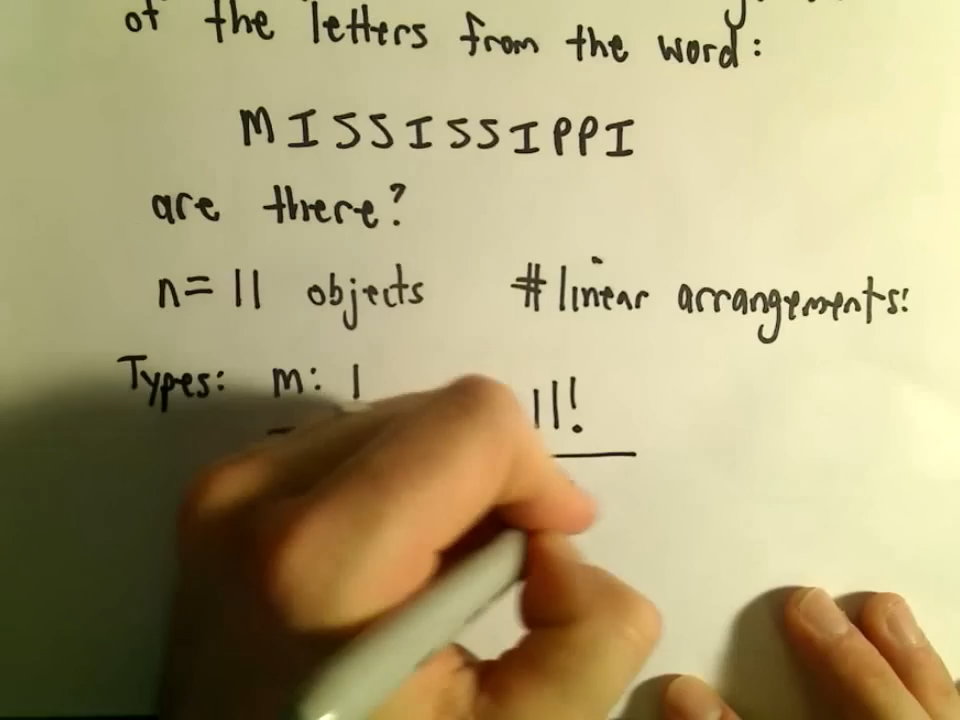 of the letters from the word:
MISSISSIPPI
are there?
n=11 objects #linear arrangements:
Types: m: 1 11!